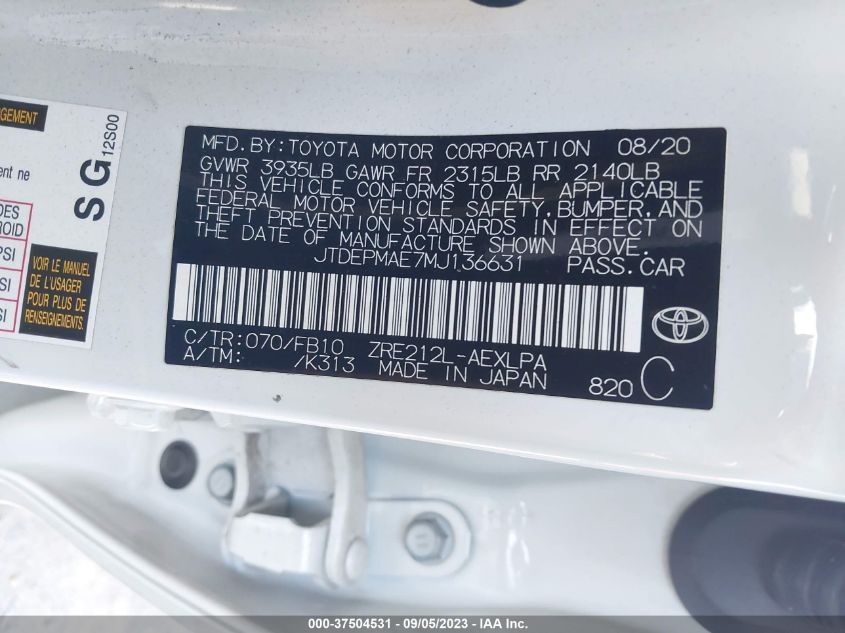 GEMENT
SG 12S00
nt ne
DES
ROID
PSI
SI
SI
VOIR LE MANUEL
DE L'USAGER
POUR PLUS DE
RENSEIGNEMENTS.
MFD. BY: TOYOTA MOTOR CORPORATION 08/20
GVWR 3935LB GAWR FR 2315LB RR 2140LB
THIS VEHICLE CONFORMS TO ALL APPLICABLE
FEDERAL MOTOR VEHICLE SAFETY, BUMPER, AND
THEFT PREVENTION STANDARDS IN EFFECT ON
THE DATE OF MANUFACTURE SHOWN ABOVE.
JTDEPMAE7MJ136631 PASS.CAR
C/TR: 070/FB10 ZRE212L-AEXLPA
A/TM: /K313 MADE IN JAPAN 820 C
000-37504531 - 09/05/2023 - IAA Inc.